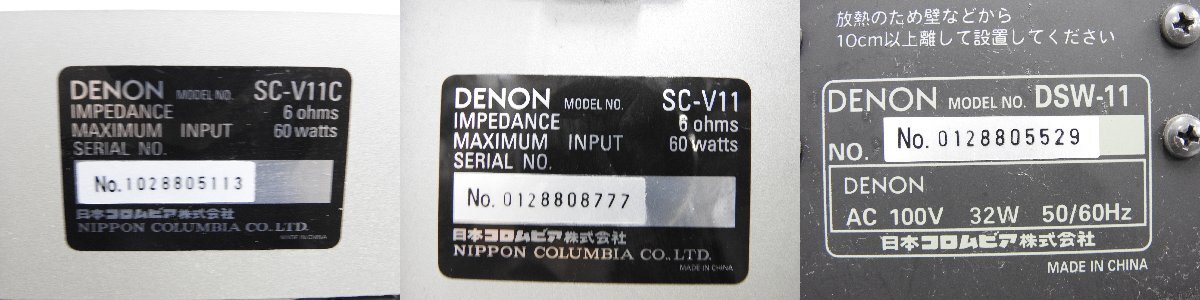 DENON MODEL NO. SC-V11C
IMPEDANCE 6 ohms
MAXIMUM INPUT 60 watts
SERIAL NO.
No. 1028805113
日本コロムビア株式会社
NIPPON COLUMBIA CO., LTD.
MADE IN CHINA
DENON MODEL NO. SC-V11
IMPEDANCE 6 ohms
MAXIMUM INPUT 60 watts
SERIAL NO.
No. 0128808777
日本コロムビア株式会社
NIPPON COLUMBIA CO., LTD.
MADE IN CHINA
放熱のため壁などから
10cm以上離して設置してください
DENON MODEL NO. DSW-11
NO. No. 0128805529
DENON
AC 100V 32W 50/60Hz
日本コロムビア株式会社
MADE IN CHINA